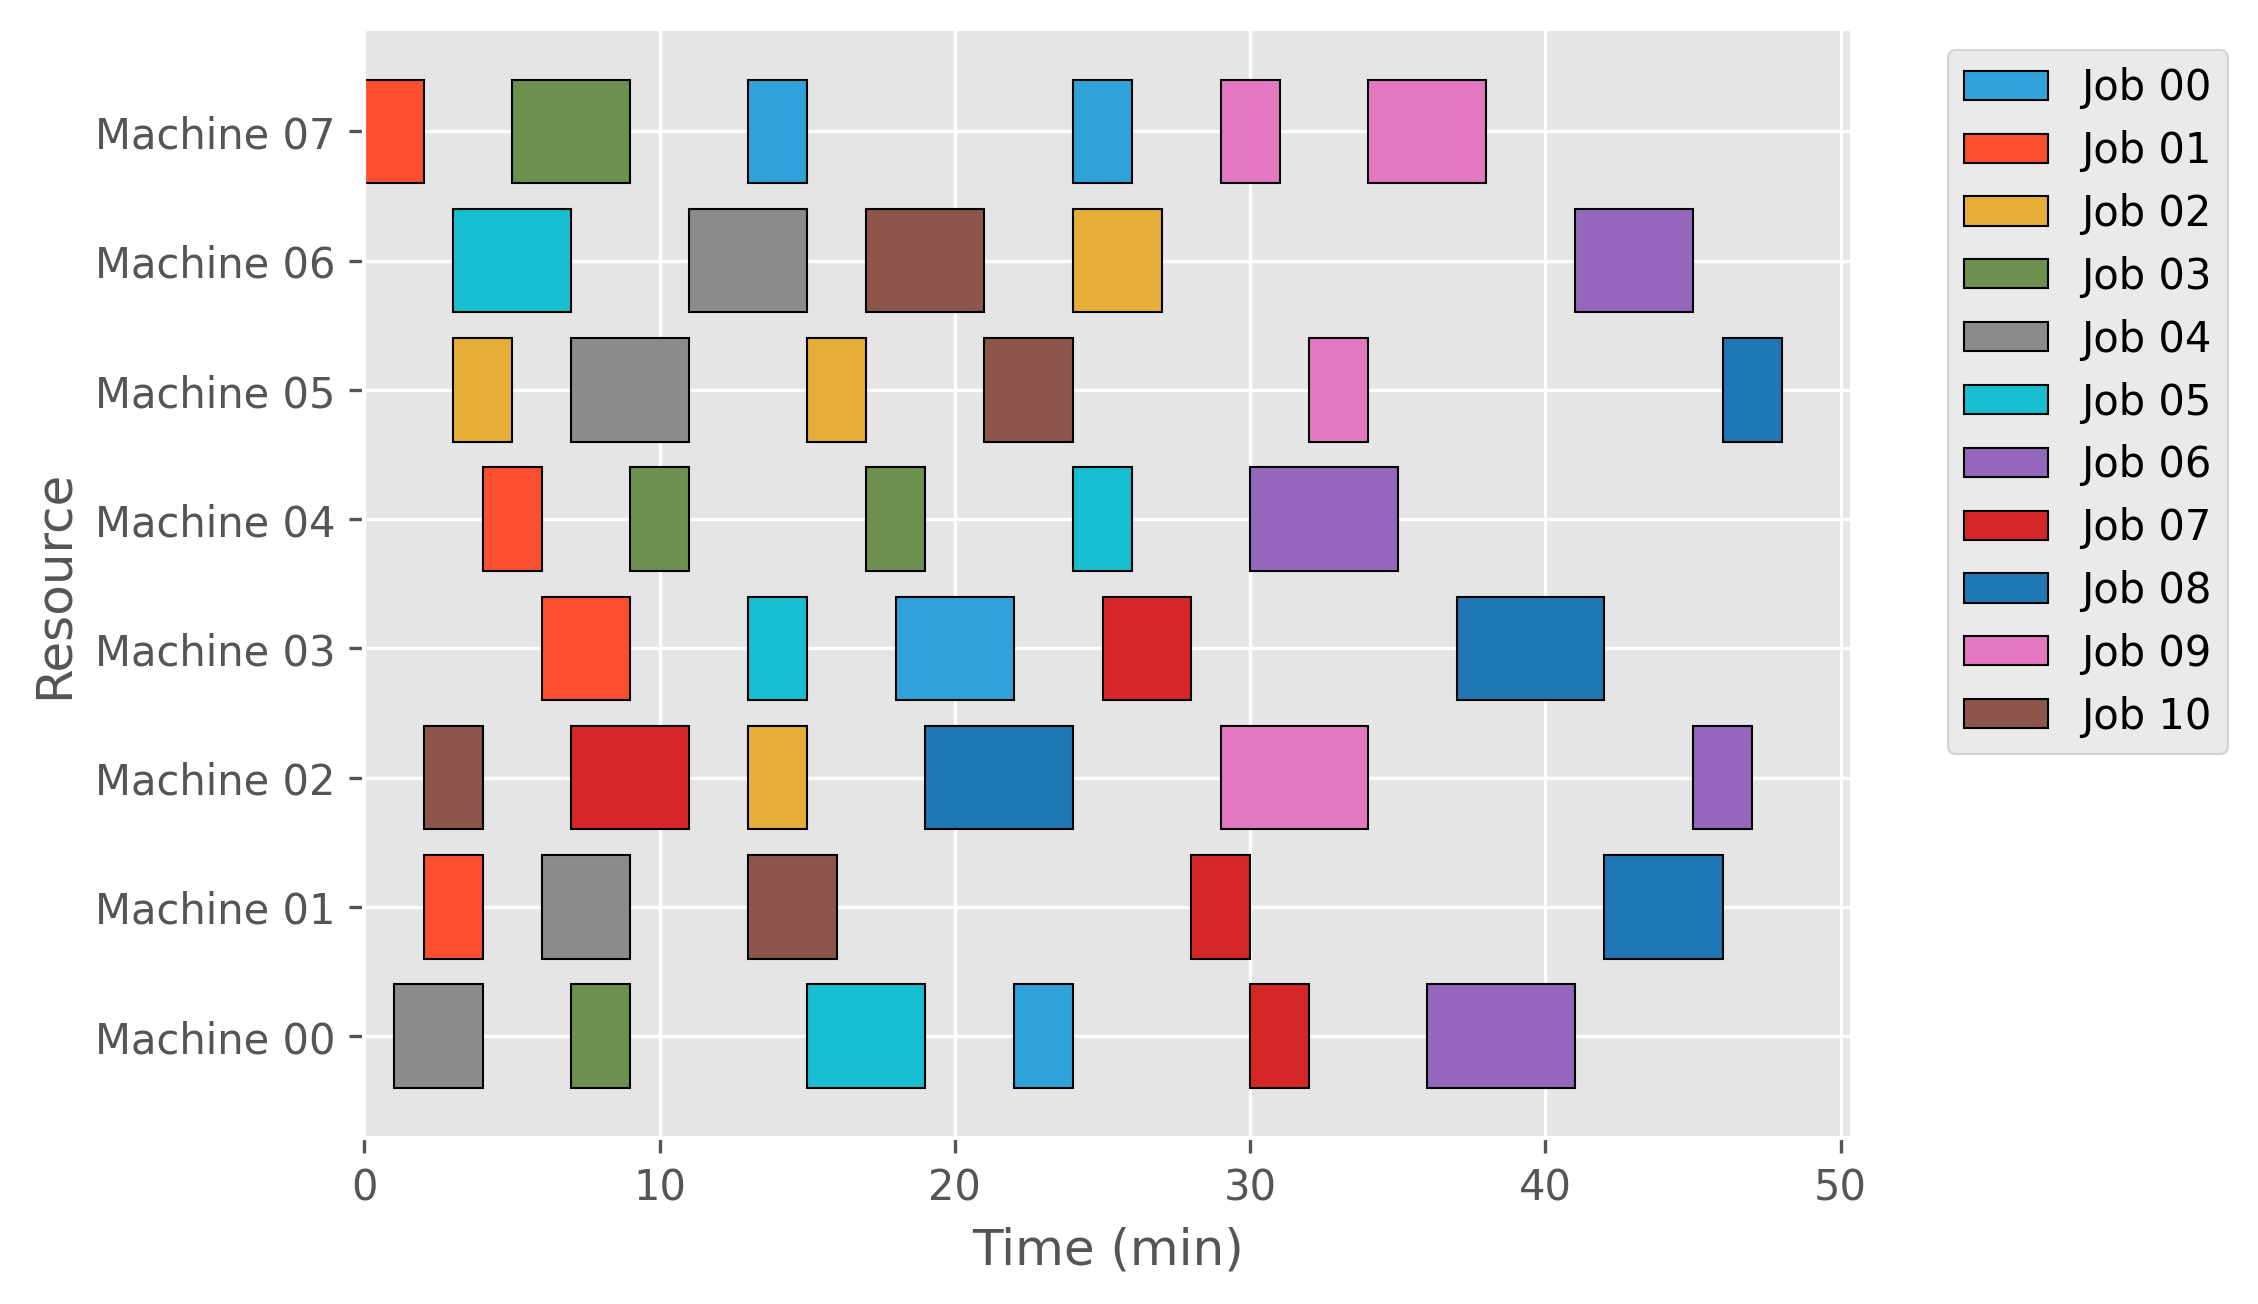 Resource
Machine 07
Machine 06
Machine 05
Machine 04
Machine 03
Machine 02
Machine 01
Machine 00
0 10 20 30 40 50
Time (min)
Job 00
Job 01
Job 02
Job 03
Job 04
Job 05
Job 06
Job 07
Job 08
Job 09
Job 10